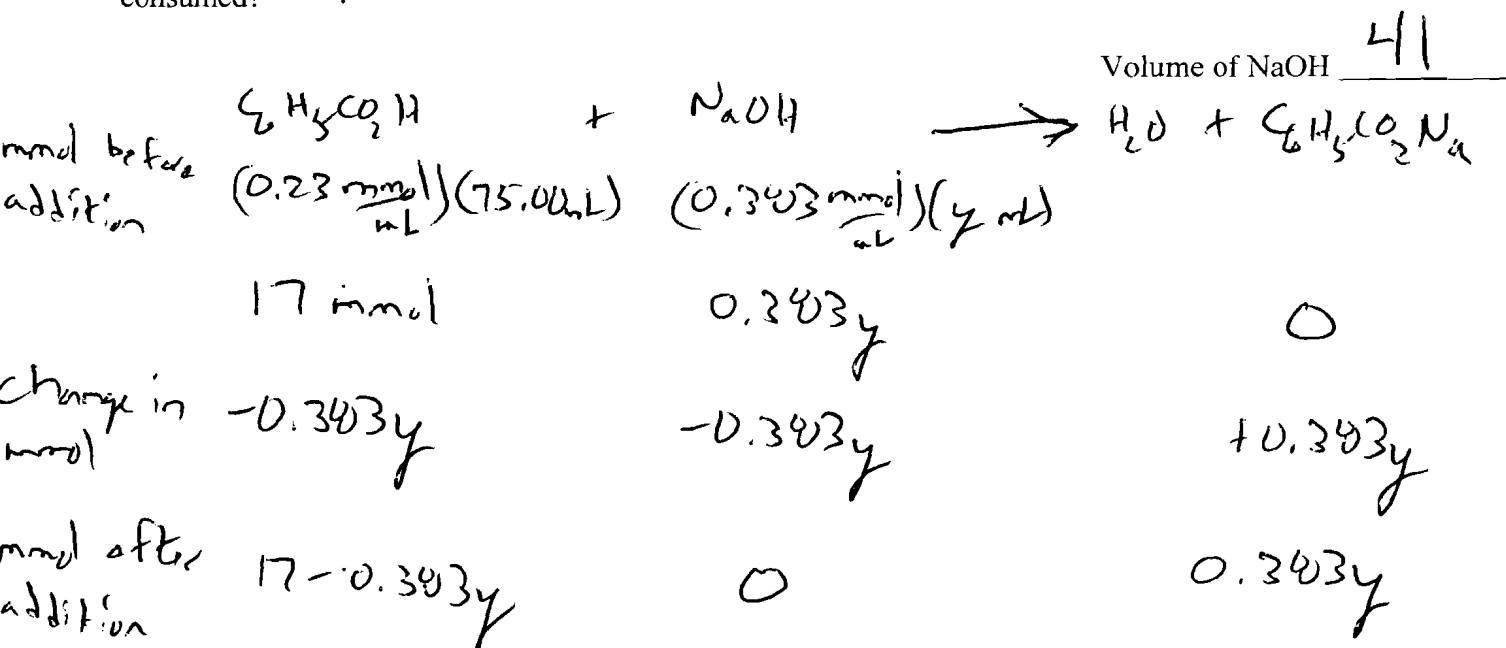 consumed?
Volume of NaOH 41
C₆H₅CO₂H + NaOH ⟶ H₂O + C₆H₅CO₂Na
mmol before
addition (0.23 mmol/mL)(75.00mL) (0.383 mmol/mL)(y mL)
17 mmol 0.383y 0
change in
mmol -0.383y -0.383y +0.383y
mmol after
addition 17-0.383y 0 0.383y